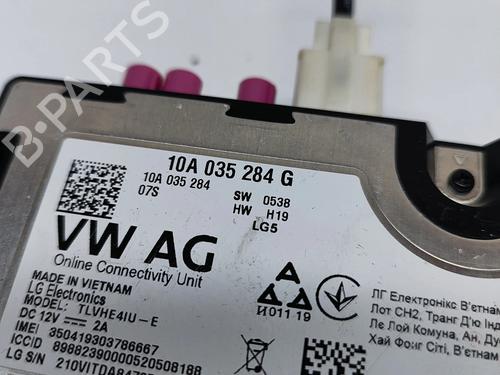 B-PARTS
10A 035 284 G
10A 035 284 SW 0538
07S HW H19
LG5
VW AG
Online Connectivity Unit
MADE IN VIETNAM
LG Electronics
MODEL: TLVHE4IU-E
DC 12V ⎓ 2A
IMEI 350419303786667
ICCID 89882390000520508188
LG S/N
И011 19
ЛГ Електронікс В'єтнам
Лот СН2, Транг Д'ю Інд
Ле Лой Комуна, Ан Ду
Хай Фонг Сіті, В'єтнам